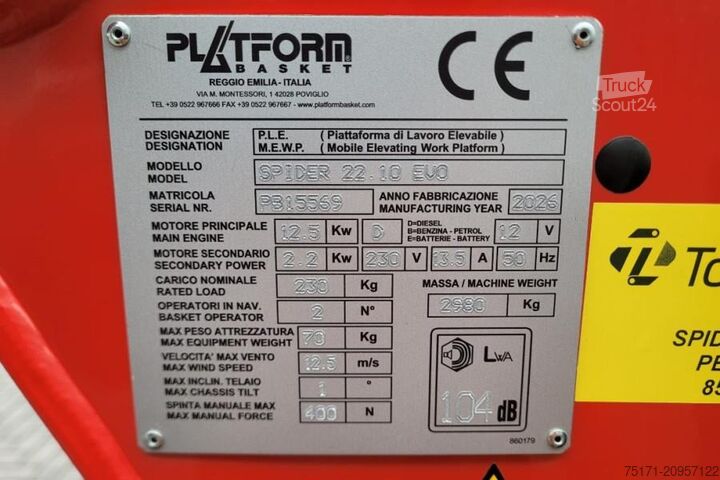 PLATFORM®
BASKET
REGGIO EMILIA - ITALIA
VIA M. MONTESSORI, 1 42028 POVIGLIO
TEL +39 0522 967666 FAX +39 0522 967667 - www.platformbasket.com
CE
Truck
Scout24
DESIGNAZIONE P.L.E. ( Piattaforma di Lavoro Elevabile )
DESIGNATION M.E.W.P. ( Mobile Elevating Work Platform )
MODELLO
MODEL SPIDER 22.10 EVO
MATRICOLA
SERIAL NR. PB15569
ANNO FABBRICAZIONE
MANUFACTURING YEAR 2026
MOTORE PRINCIPALE
MAIN ENGINE 12.5 Kw D
D=DIESEL
B=BENZINA - PETROL
E=BATTERIE - BATTERY
12 V
MOTORE SECONDARIO
SECONDARY POWER 2.2 Kw 230 V 13.5 A 50 Hz
CARICO NOMINALE
RATED LOAD 230 Kg
MASSA / MACHINE WEIGHT
2980 Kg
OPERATORI IN NAV.
BASKET OPERATOR 2 N°
MAX PESO ATTREZZATURA
MAX EQUIPMENT WEIGHT 70 Kg
VELOCITA' MAX VENTO
MAX WIND SPEED 12.5 m/s
MAX INCLIN. TELAIO
MAX CHASSIS TILT 1 °
SPINTA MANUALE MAX
MAX MANUAL FORCE 400 N
LWA
104 dB
860179
To
SPID
PE
85
75171-20957122